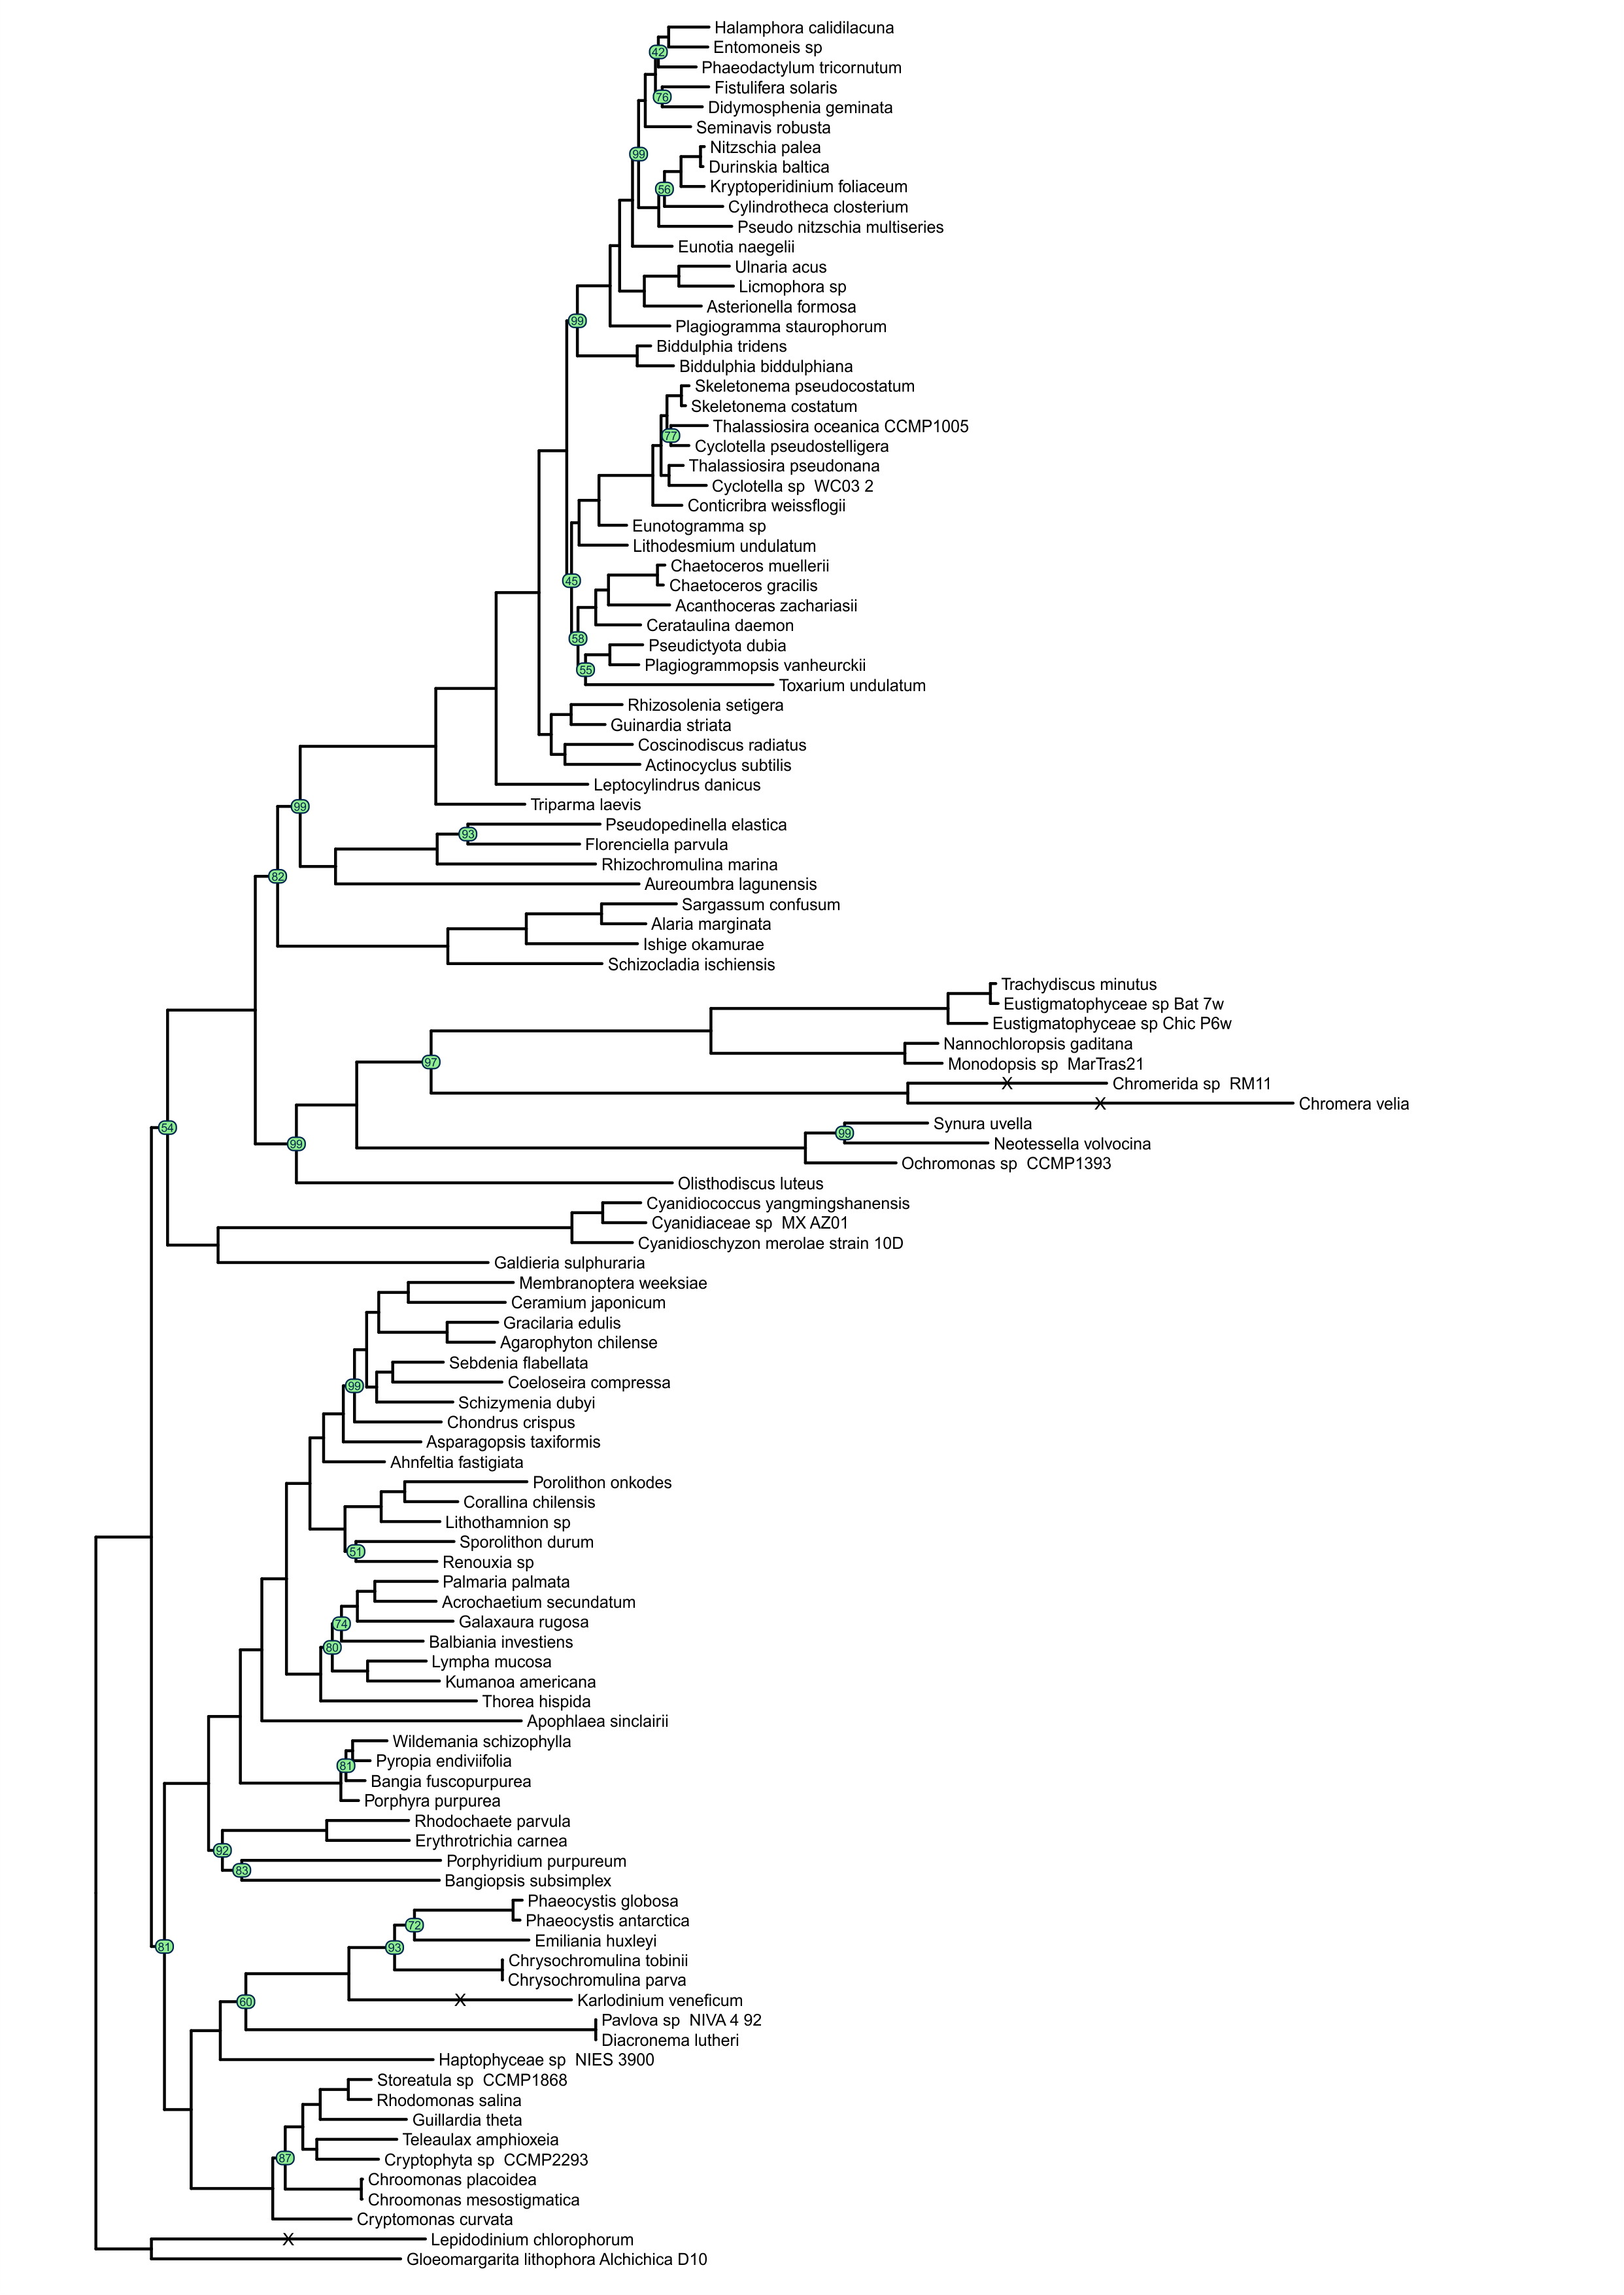 Halamphora calidilacuna
Entomoneis sp
42
Phaeodactylum tricornutum
Fistulifera solaris
76
Didymosphenia geminata
Seminavis robusta
Nitzschia palea
99
Durinskia baltica
Kryptoperidinium foliaceum
56
Cylindrotheca closterium
Pseudo nitzschia multiseries
Eunotia naegelii
Ulnaria acus
Licmophora sp
Asterionella formosa
99
Plagiogramma staurophorum
Biddulphia tridens
Biddulphia biddulphiana
Skeletonema pseudocostatum
Skeletonema costatum
Thalassiosira oceanica CCMP1005
77
Cyclotella pseudostelligera
Thalassiosira pseudonana
Cyclotella sp WC03 2
Conticribra weissflogii
Eunotogramma sp
Lithodesmium undulatum
Chaetoceros muellerii
45
Chaetoceros gracilis
Acanthoceras zachariasii
Cerataulina daemon
58
Pseudictyota dubia
Plagiogrammopsis vanheurckii
55
Toxarium undulatum
Rhizosolenia setigera
Guinardia striata
Coscinodiscus radiatus
Actinocyclus subtilis
Leptocylindrus danicus
Triparma laevis
99
Pseudopedinella elastica
93
Florenciella parvula
Rhizochromulina marina
82
Aureoumbra lagunensis
Sargassum confusum
Alaria marginata
Ishige okamurae
Schizocladia ischiensis
Trachydiscus minutus
Eustigmatophyceae sp Bat 7w
Eustigmatophyceae sp Chic P6w
Nannochloropsis gaditana
97
Monodopsis sp MarTras21
X Chromerida sp RM11
X Chromera velia
Synura uvella
54
99
Neotessella volvocina
99
Ochromonas sp CCMP1393
Olisthodiscus luteus
Cyanidiococcus yangmingshanensis
Cyanidiaceae sp MX AZ01
Cyanidioschyzon merolae strain 10D
Galdieria sulphuraria
Membranoptera weeksiae
Ceramium japonicum
Gracilaria edulis
Agarophyton chilense
Sebdenia flabellata
99
Coeloseira compressa
Schizymenia dubyi
Chondrus crispus
Asparagopsis taxiformis
Ahnfeltia fastigiata
Porolithon onkodes
Corallina chilensis
Lithothamnion sp
Sporolithon durum
51
Renouxia sp
Palmaria palmata
Acrochaetium secundatum
74
Galaxaura rugosa
80
Balbiania investiens
Lympha mucosa
Kumanoa americana
Thorea hispida
Apophlaea sinclairii
Wildemania schizophylla
81
Pyropia endiviifolia
Bangia fuscopurpurea
Porphyra purpurea
Rhodochaete parvula
Erythrotrichia carnea
92
Porphyridium purpureum
83
Bangiopsis subsimplex
Phaeocystis globosa
72
Phaeocystis antarctica
Emiliania huxleyi
93
81
Chrysochromulina tobinii
Chrysochromulina parva
X Karlodinium veneficum
60
Pavlova sp NIVA 4 92
Diacronema lutheri
Haptophyceae sp NIES 3900
Storeatula sp CCMP1868
Rhodomonas salina
Guillardia theta
Teleaulax amphioxeia
87
Cryptophyta sp CCMP2293
Chroomonas placoidea
Chroomonas mesostigmatica
Cryptomonas curvata
X Lepidodinium chlorophorum
Gloeomargarita lithophora Alchichica D10